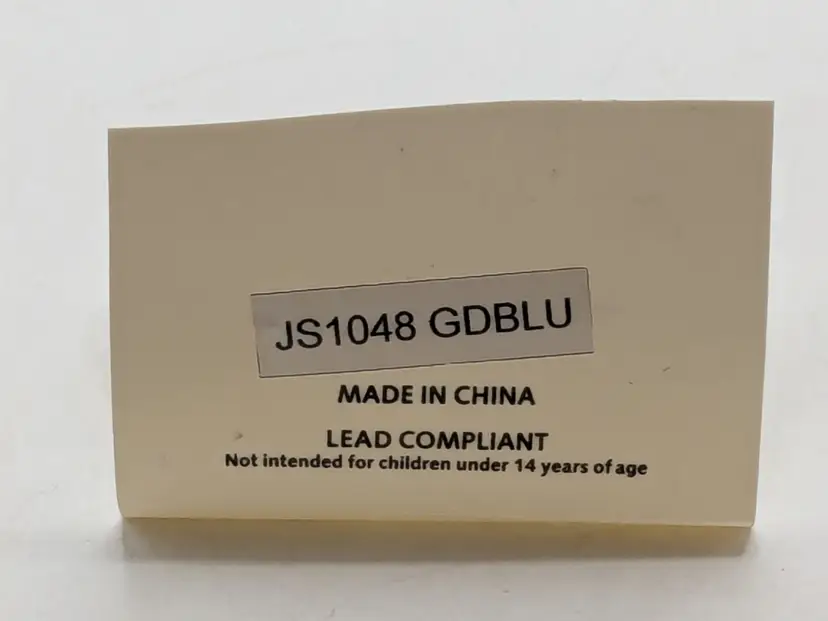 JS1048 GDBLU
MADE IN CHINA
LEAD COMPLIANT
Not intended for children under 14 years of age